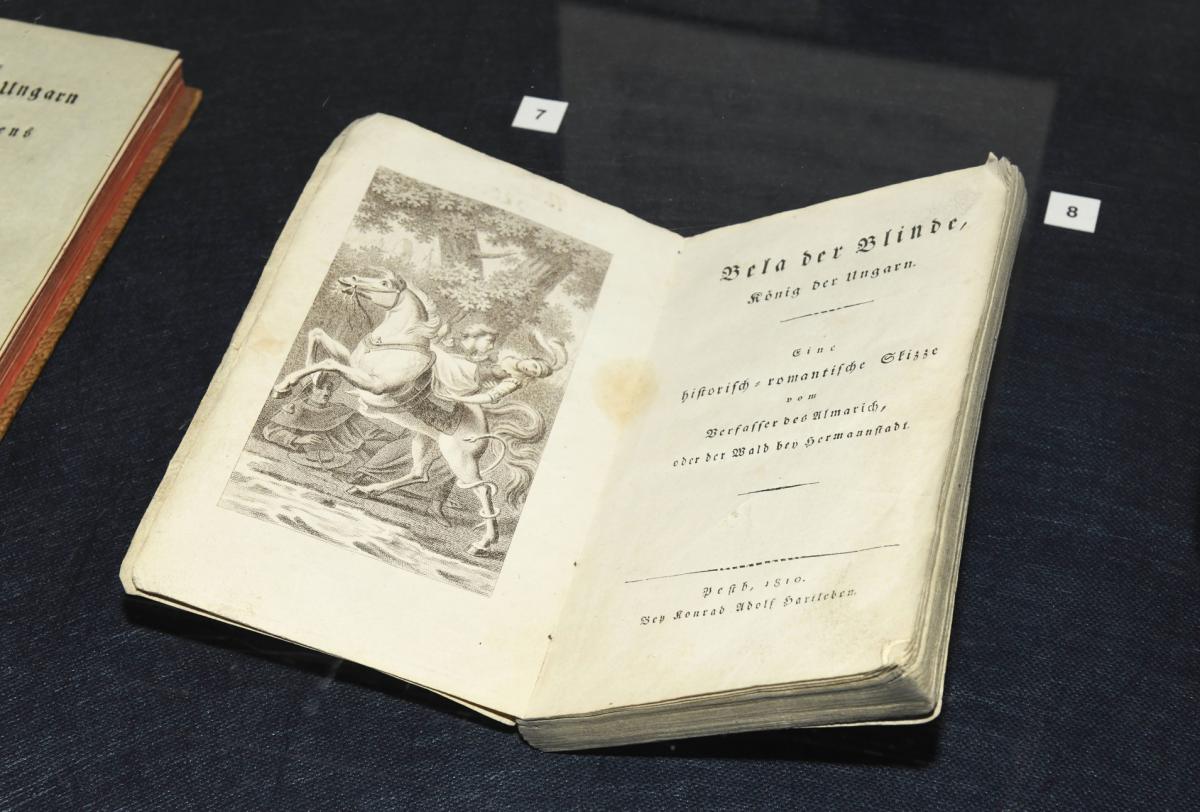 Ungarn
ens
7
8
Bela der Blinde,
König der Ungarn.
Eine
historisch-romantische Skizze
vom
Verfasser des Almarich,
oder der Wald bey Hermannstadt.
Pesth, 1810.
Bey Konrad Adolf Hartleben.